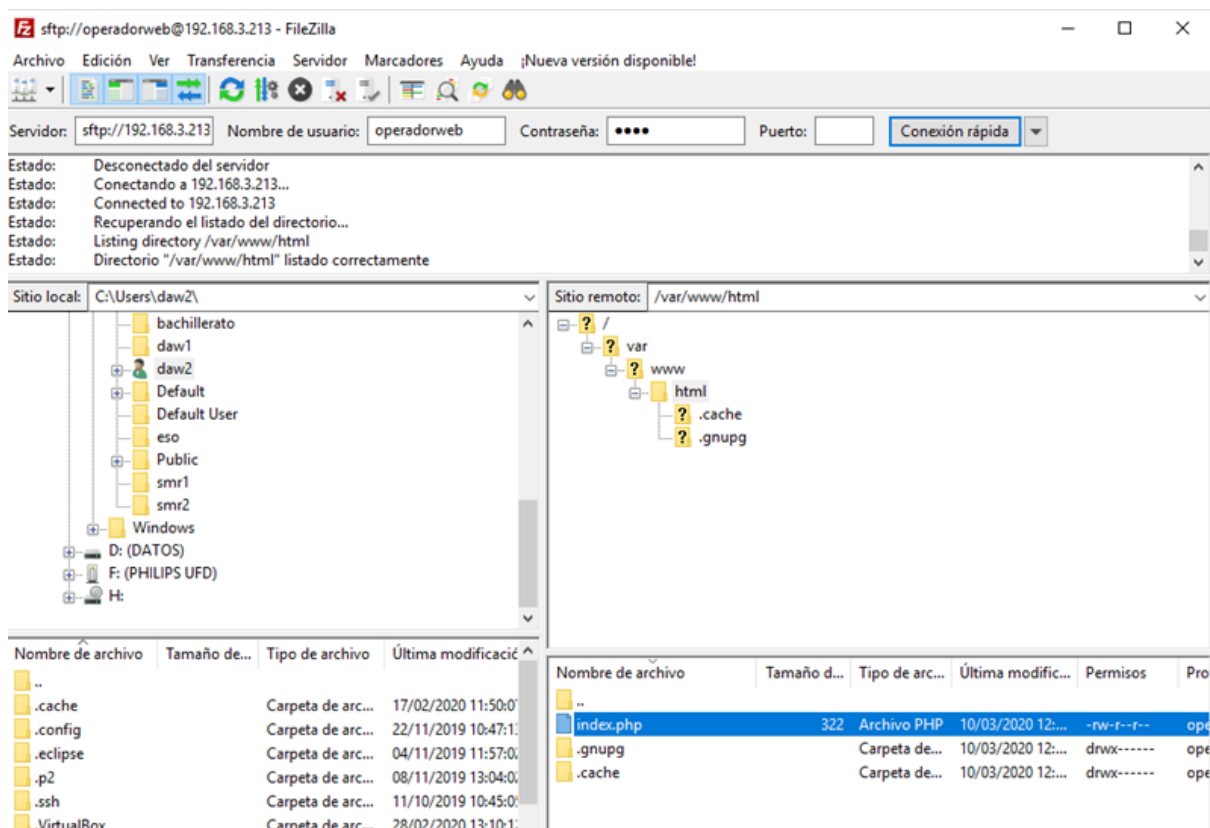 sftp://operadorweb@192.168.3.213 - FileZilla
Archivo Edición Ver Transferencia Servidor Marcadores Ayuda ¡Nueva versión disponible!
Servidor: sftp://192.168.3.213 Nombre de usuario: operadorweb Contraseña: •••• Puerto: Conexión rápida
Estado: Desconectado del servidor
Estado: Conectando a 192.168.3.213...
Estado: Connected to 192.168.3.213
Estado: Recuperando el listado del directorio...
Estado: Listing directory /var/www/html
Estado: Directorio "/var/www/html" listado correctamente
Sitio local: C:\Users\daw2\
bachillerato
daw1
daw2
Default
Default User
eso
Public
smr1
smr2
Windows
D: (DATOS)
F: (PHILIPS UFD)
H:
Sitio remoto: /var/www/html
/
var
www
html
.cache
.gnupg
Nombre de archivo Tamaño de... Tipo de archivo Última modificació
..
.cache Carpeta de arc... 17/02/2020 11:50:0
.config Carpeta de arc... 22/11/2019 10:47:1
.eclipse Carpeta de arc... 04/11/2019 11:57:0
.p2 Carpeta de arc... 08/11/2019 13:04:0
.ssh Carpeta de arc... 11/10/2019 10:45:0
.VirtualBox Carpeta de arc... 28/02/2020 13:10:1
Nombre de archivo Tamaño d... Tipo de arc... Última modific... Permisos Pro
..
index.php 322 Archivo PHP 10/03/2020 12:... -rw-r--r-- ope
.gnupg Carpeta de... 10/03/2020 12:... drwx------ ope
.cache Carpeta de... 10/03/2020 12:... drwx------ ope